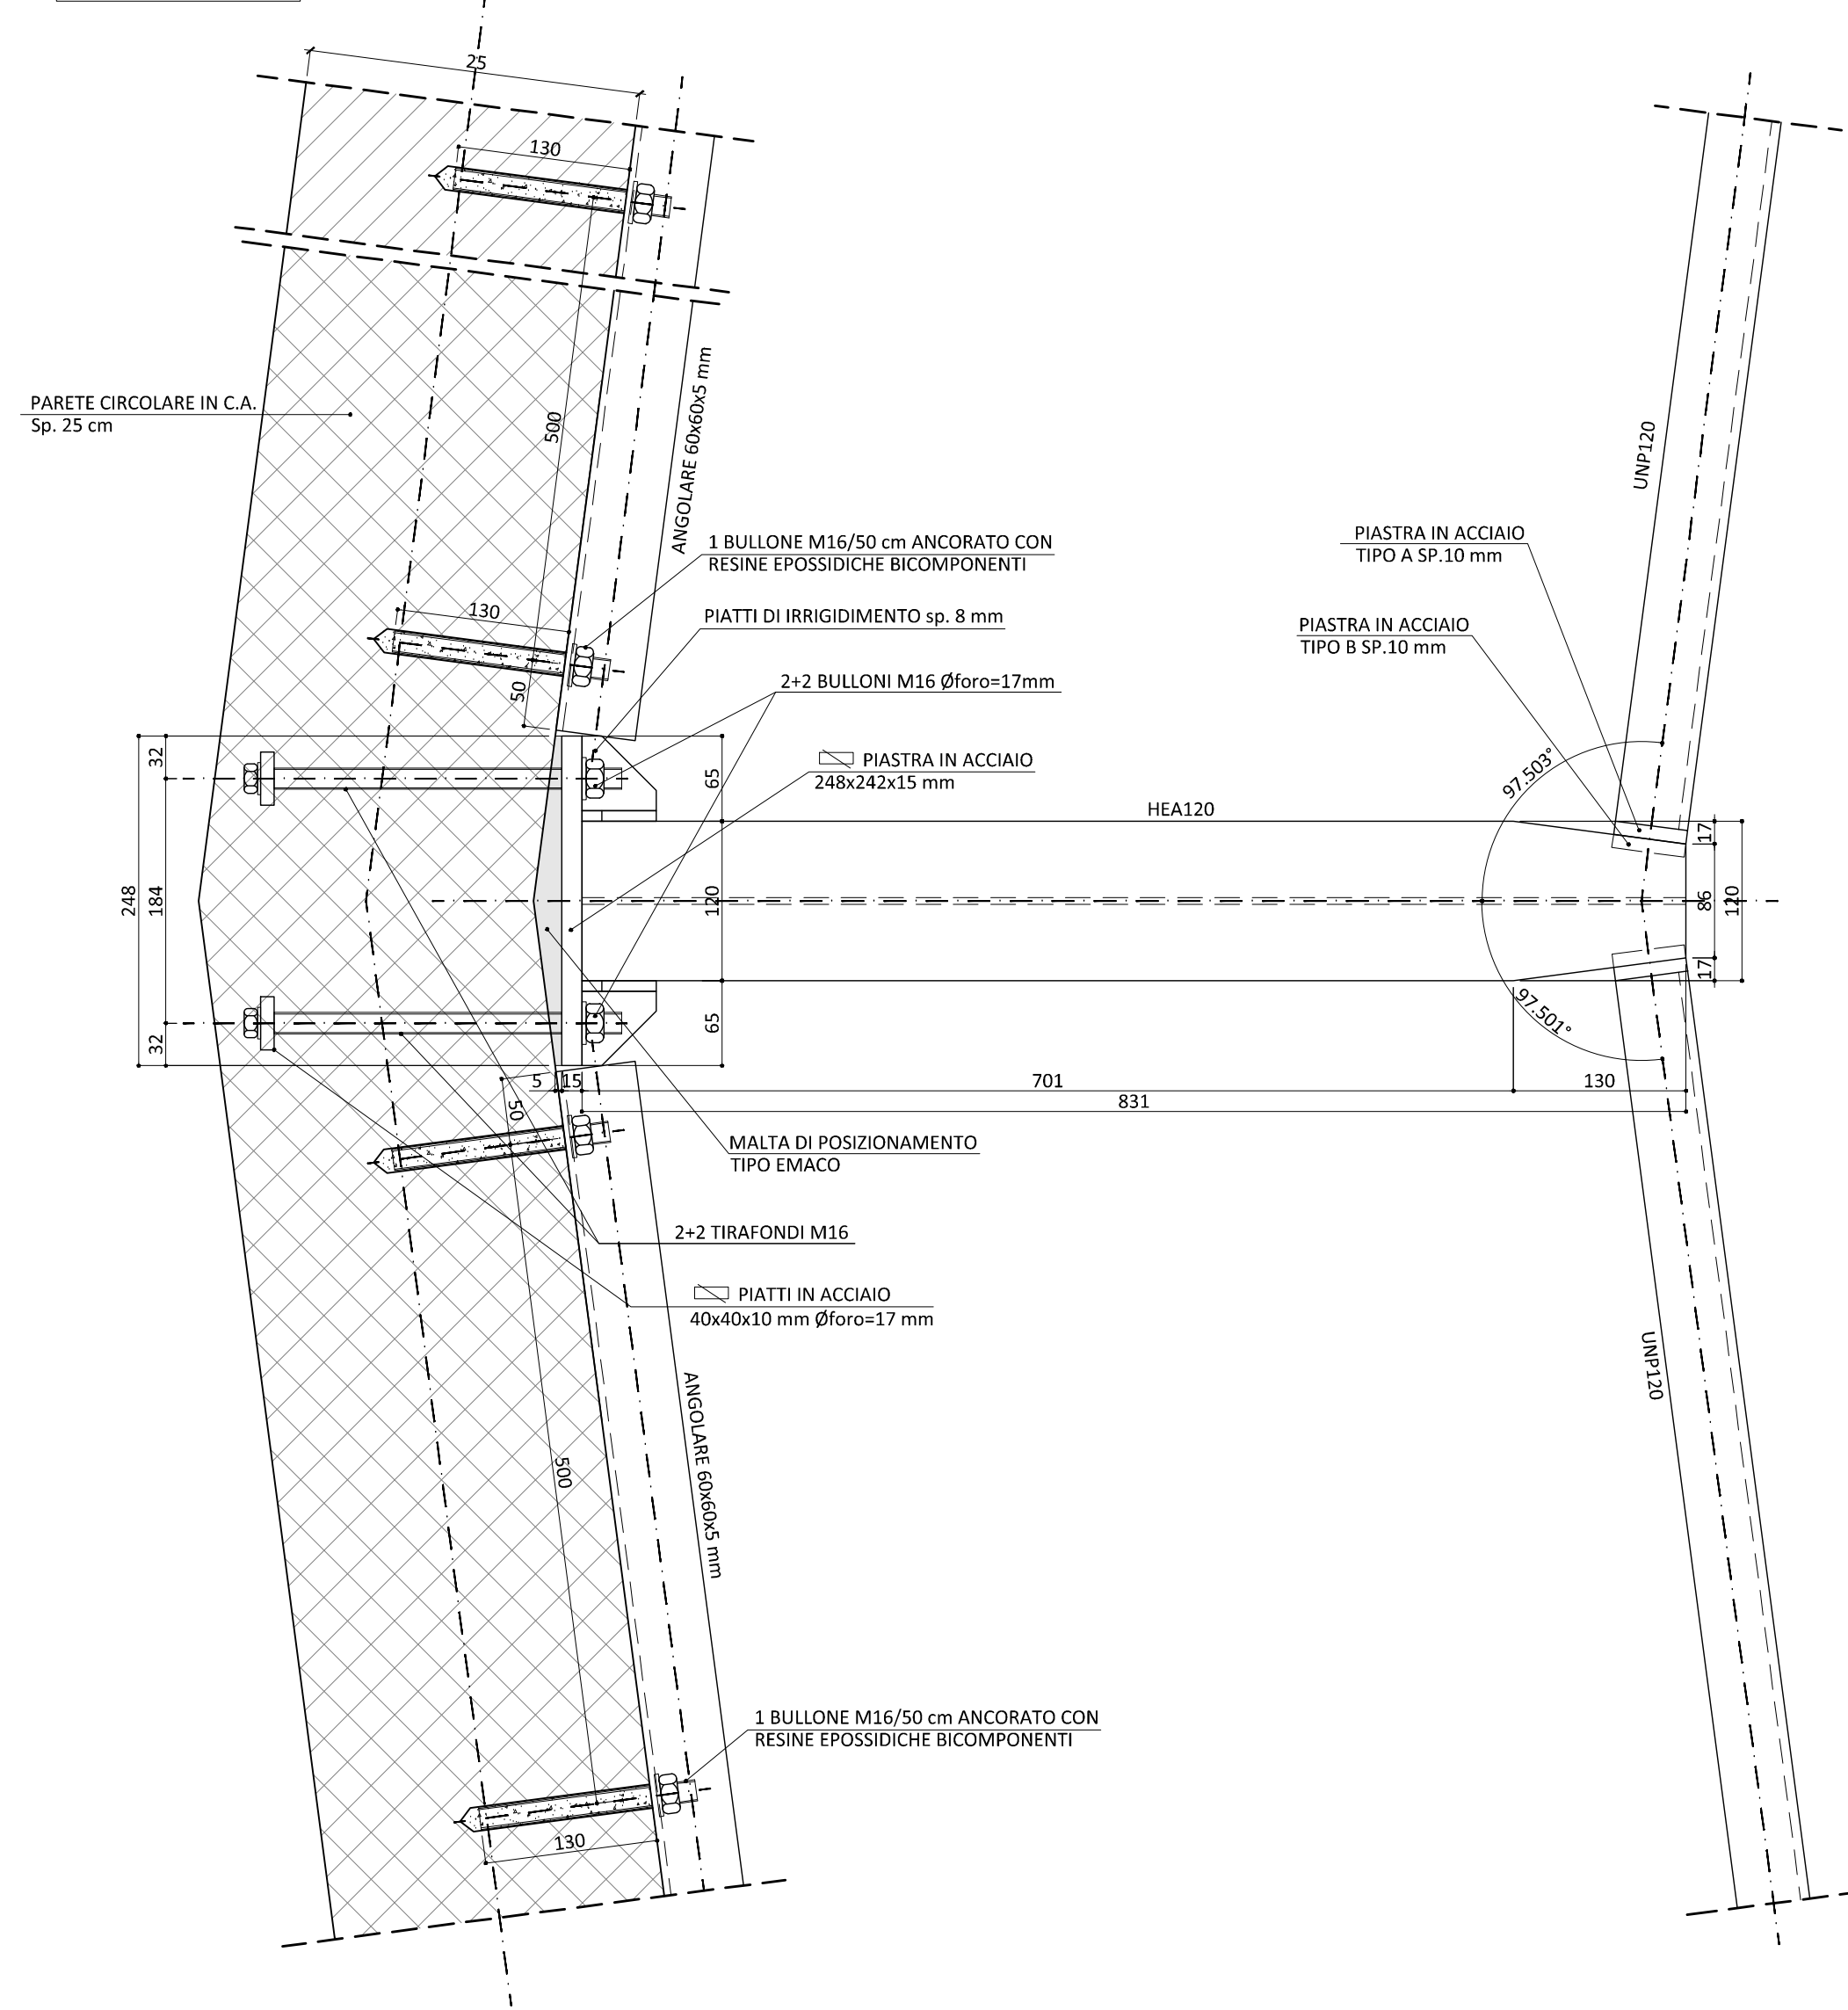 25
130
PARETE CIRCOLARE IN C.A.
Sp. 25 cm
500
ANGOLARE 60x60x5 mm
UNP120
1 BULLONE M16/50 cm ANCORATO CON
RESINE EPOSSIDICHE BICOMPONENTI
PIASTRA IN ACCIAIO
TIPO A SP.10 mm
130
PIATTI DI IRRIGIDIMENTO sp. 8 mm
PIASTRA IN ACCIAIO
TIPO B SP.10 mm
50
2+2 BULLONI M16 Øforo=17mm
32
65
PIASTRA IN ACCIAIO
248x242x15 mm
97.503°
HEA120
17
248
184
120
86
120
17
32
65
97.501°
5
15
701
130
831
50
MALTA DI POSIZIONAMENTO
TIPO EMACO
2+2 TIRAFONDI M16
PIATTI IN ACCIAIO
40x40x10 mm Øforo=17 mm
UNP120
ANGOLARE 60x60x5 mm
500
1 BULLONE M16/50 cm ANCORATO CON
RESINE EPOSSIDICHE BICOMPONENTI
130